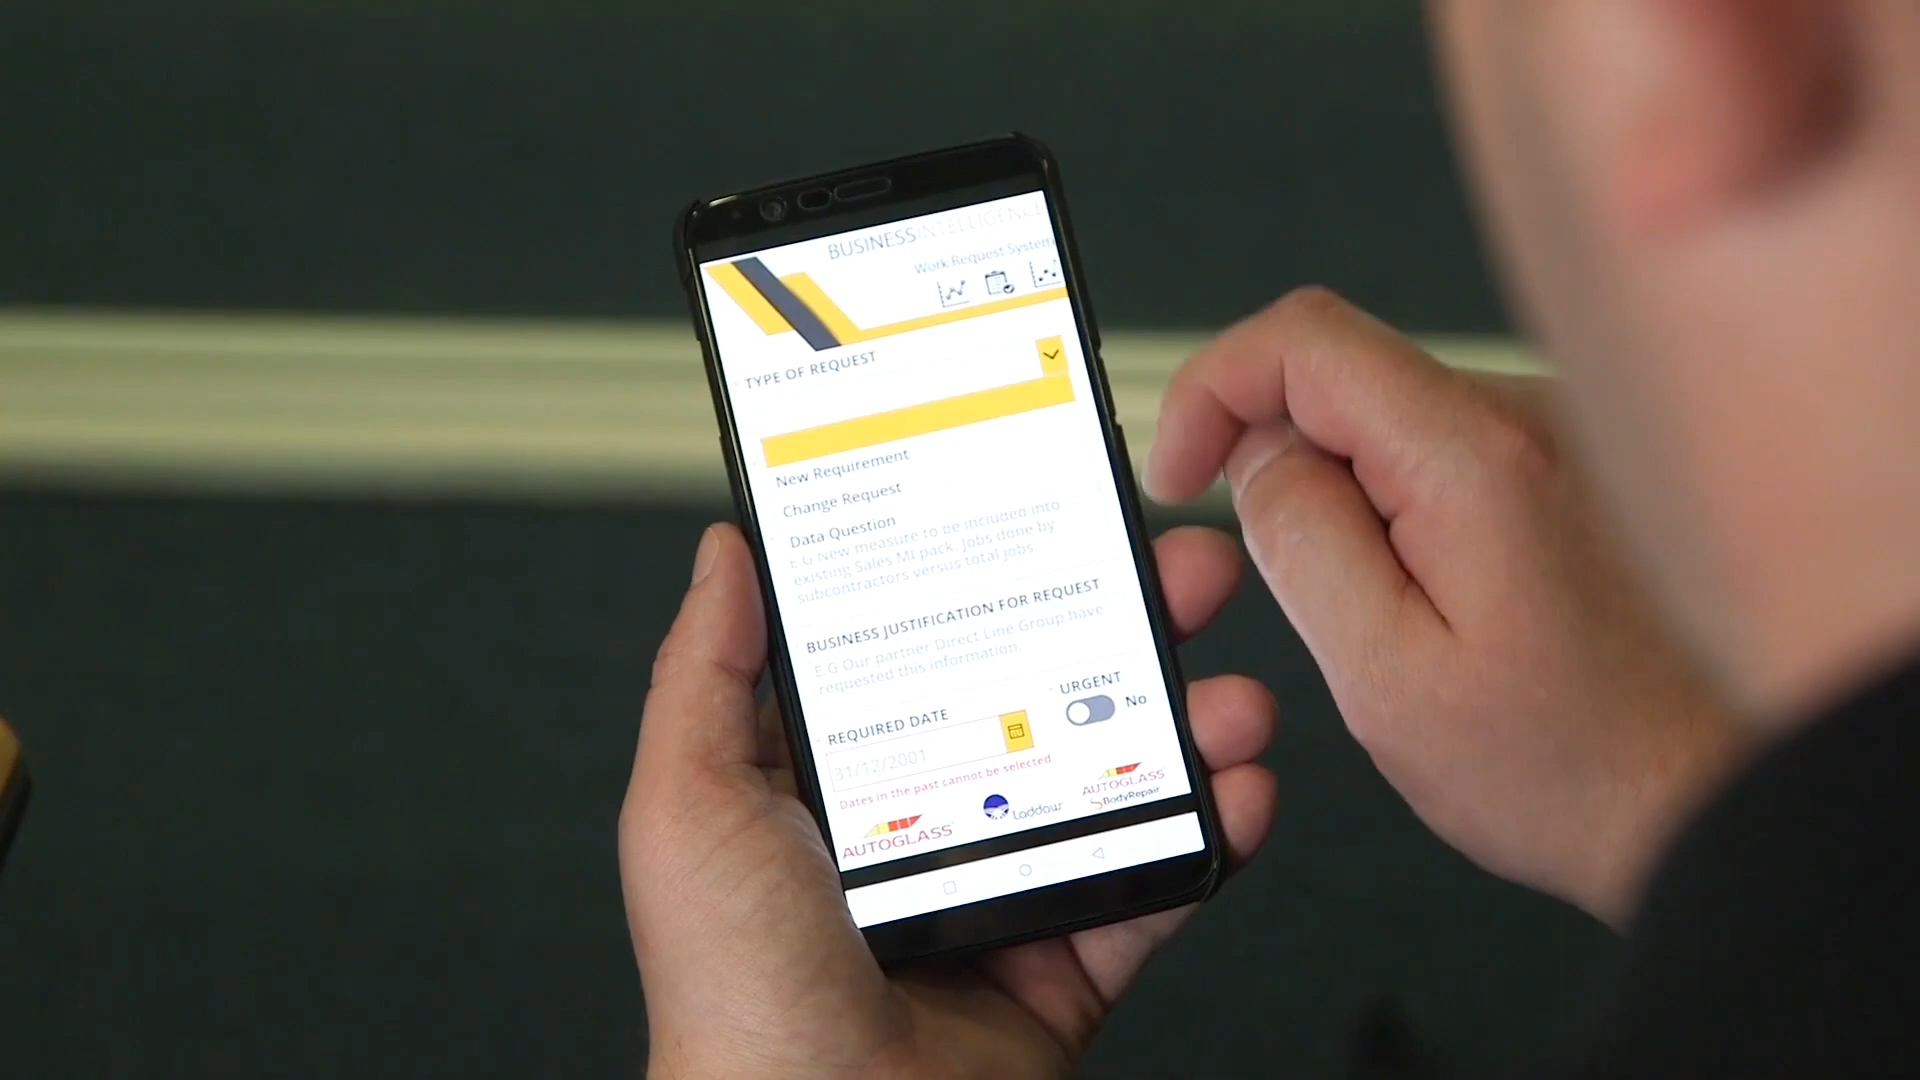 BUSINESSINTELLIGENCE
Work Request System
TYPE OF REQUEST
New Requirement
Change Request
Data Question
E.G New measure to be included into
existing Sales MI pack. Jobs done by
subcontractors versus total jobs.
BUSINESS JUSTIFICATION FOR REQUEST
E.G Our partner Direct Line Group have
requested this information.
REQUIRED DATE
URGENT
No
31/12/2001
Dates in the past cannot be selected
AUTOGLASS
Laddaw
AUTOGLASS
BodyRepair